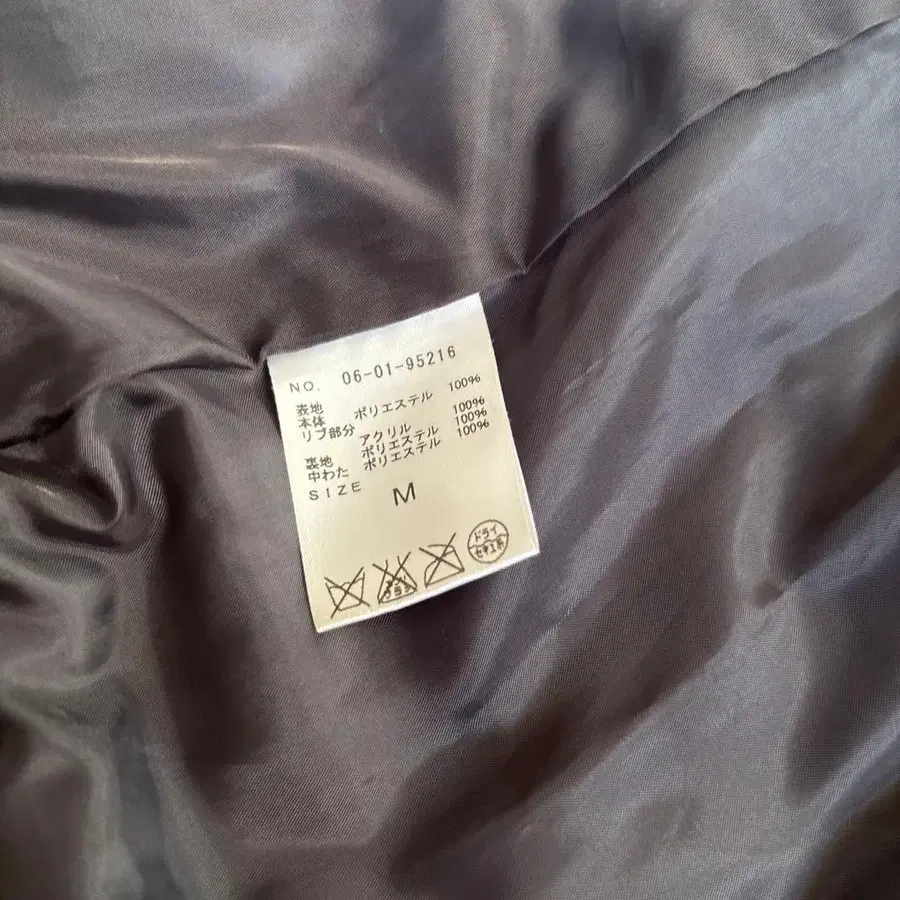 NO. 06-01-95216
表地
本体 ポリエステル 100%
リブ部分 アクリル 100%
裏地 ポリエステル 100%
中わた ポリエステル 100%
SIZE M
ドライ
セキユ系